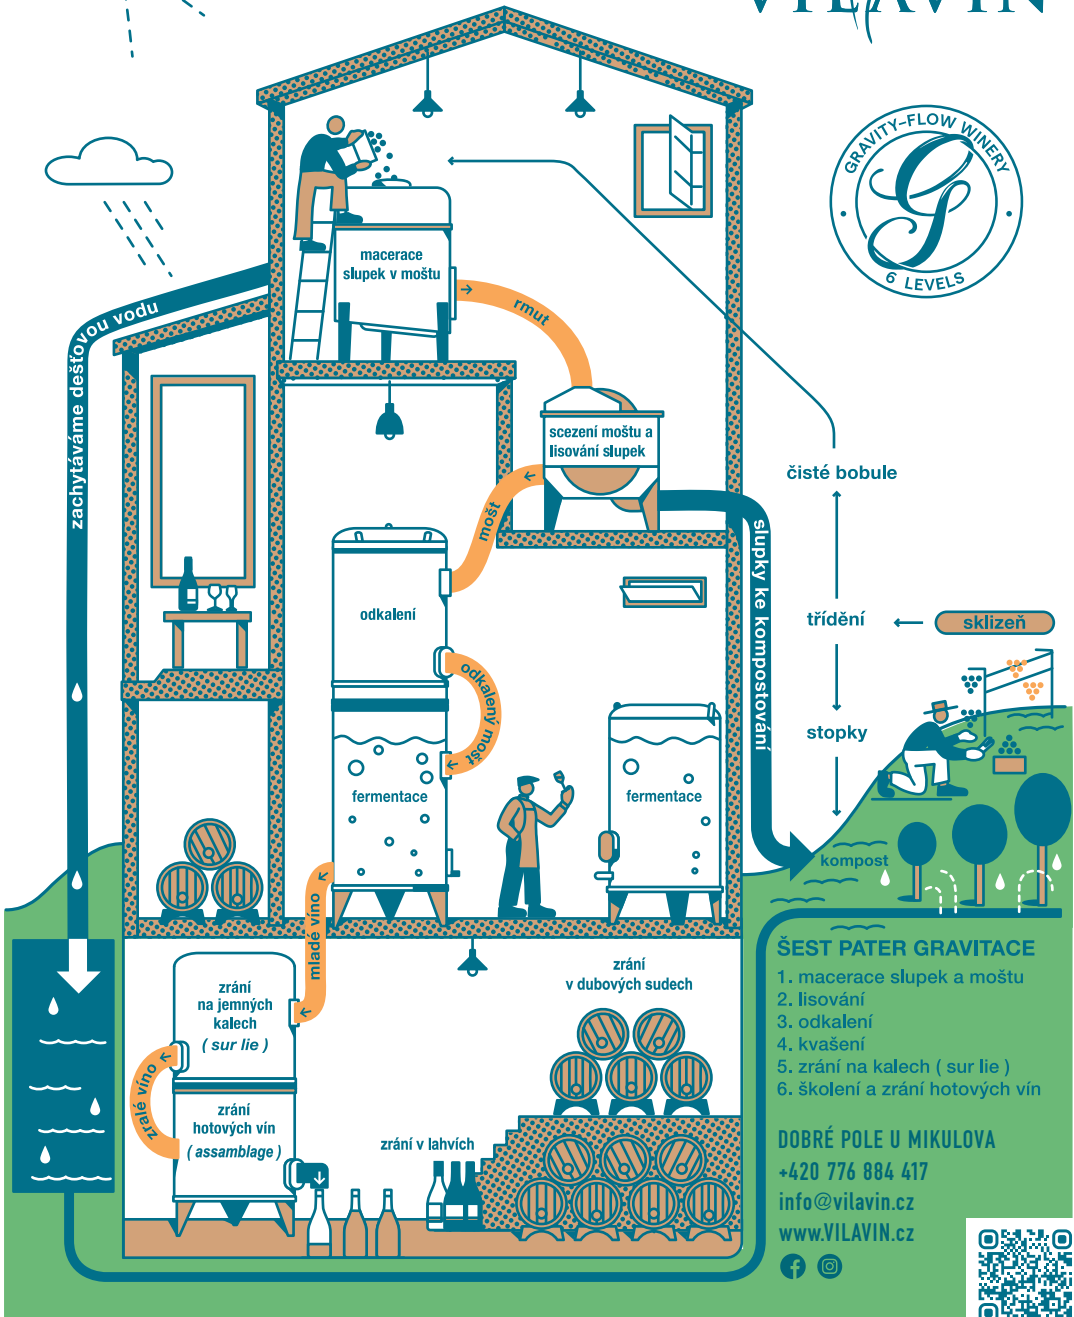 VILAVIN
GRAVITY-FLOW WINERY
6 LEVELS
macerace
slupek v moštu
rmut
zachytáváme dešťovou vodu
scezení moštu a
lisování slupek
čisté bobule
mošt
slupky ke kompostování
odkalení
třídění
sklizeň
odkalený mošt
stopky
fermentace
fermentace
kompost
mladé víno
ŠEST PATER GRAVITACE
1. macerace slupek a moštu
2. lisování
3. odkalení
4. kvašení
5. zrání na kalech ( sur lie )
6. školení a zrání hotových vín
zrání
v dubových sudech
zrání
na jemných
kalech
( sur lie )
zralé víno
zrání
hotových vín
( assamblage )
zrání v lahvích
DOBRÉ POLE U MIKULOVA
+420 776 884 417
info@vilavin.cz
www.VILAVIN.cz